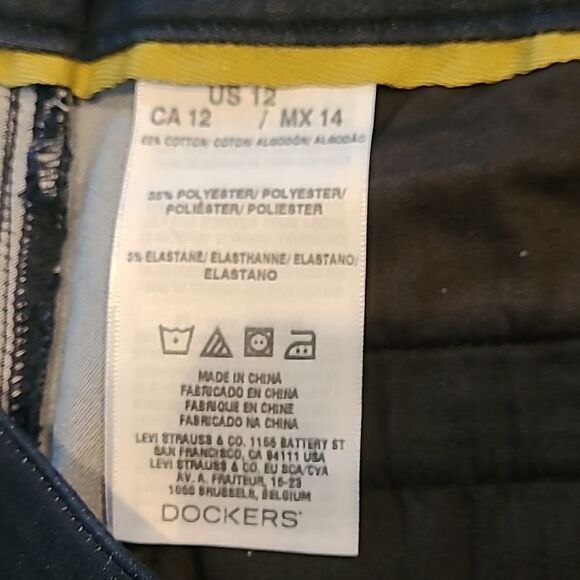 US 12
CA 12 / MX 14
62% COTTON/ COTON/ ALGODÓN/ ALGODÃO
35% POLYESTER/ POLYESTER/
POLIÉSTER/ POLIESTER
3% ELASTANE/ ELASTHANNE/ ELASTANO/
ELASTANO
MADE IN CHINA
FABRICADO EN CHINA
FABRIQUE EN CHINE
FABRICADO NA CHINA
LEVI STRAUSS & CO. 1155 BATTERY ST
SAN FRANCISCO, CA 94111 USA
LEVI STRAUSS & CO. EU SCA/CVA
AV. A. FRAITEUR, 15-23
1050 BRUSSELS, BELGIUM
DOCKERS